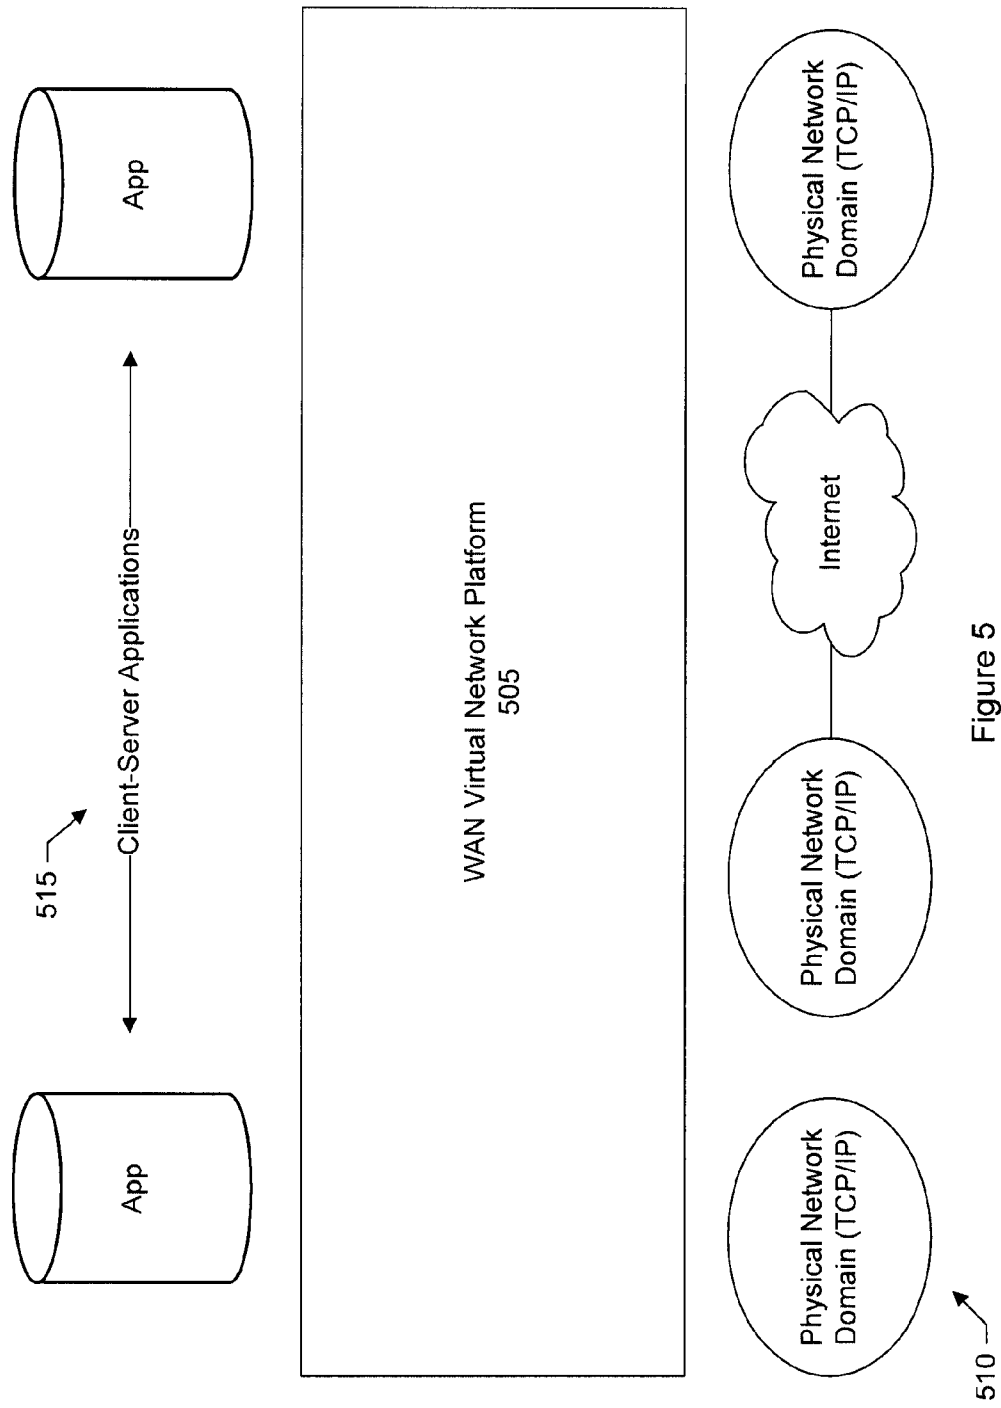 515
App
Client-Server Applications
App
WAN Virtual Network Platform
505
Physical Network
Domain (TCP/IP)
Physical Network
Domain (TCP/IP)
Internet
Physical Network
Domain (TCP/IP)
510
Figure 5